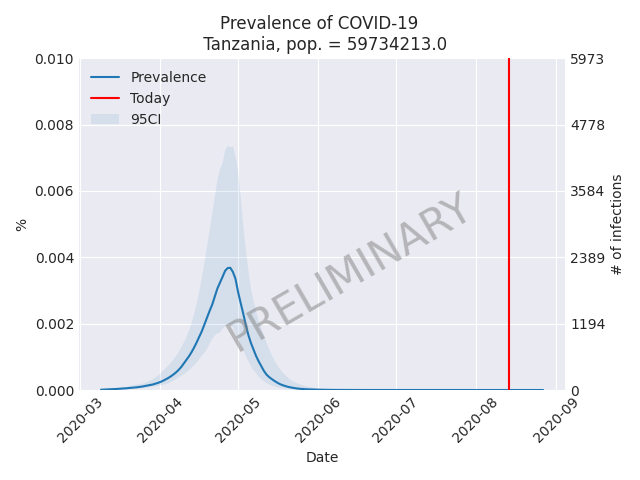 Prevalence of COVID-19
Tanzania, pop. = 59734213.0
Prevalence
Today
95CI
PRELIMINARY
0.010
0.008
0.006
0.004
0.002
0.000
%
5973
4778
3584
2389
1194
0
# of infections
2020-03
2020-04
2020-05
2020-06
2020-07
2020-08
2020-09
Date